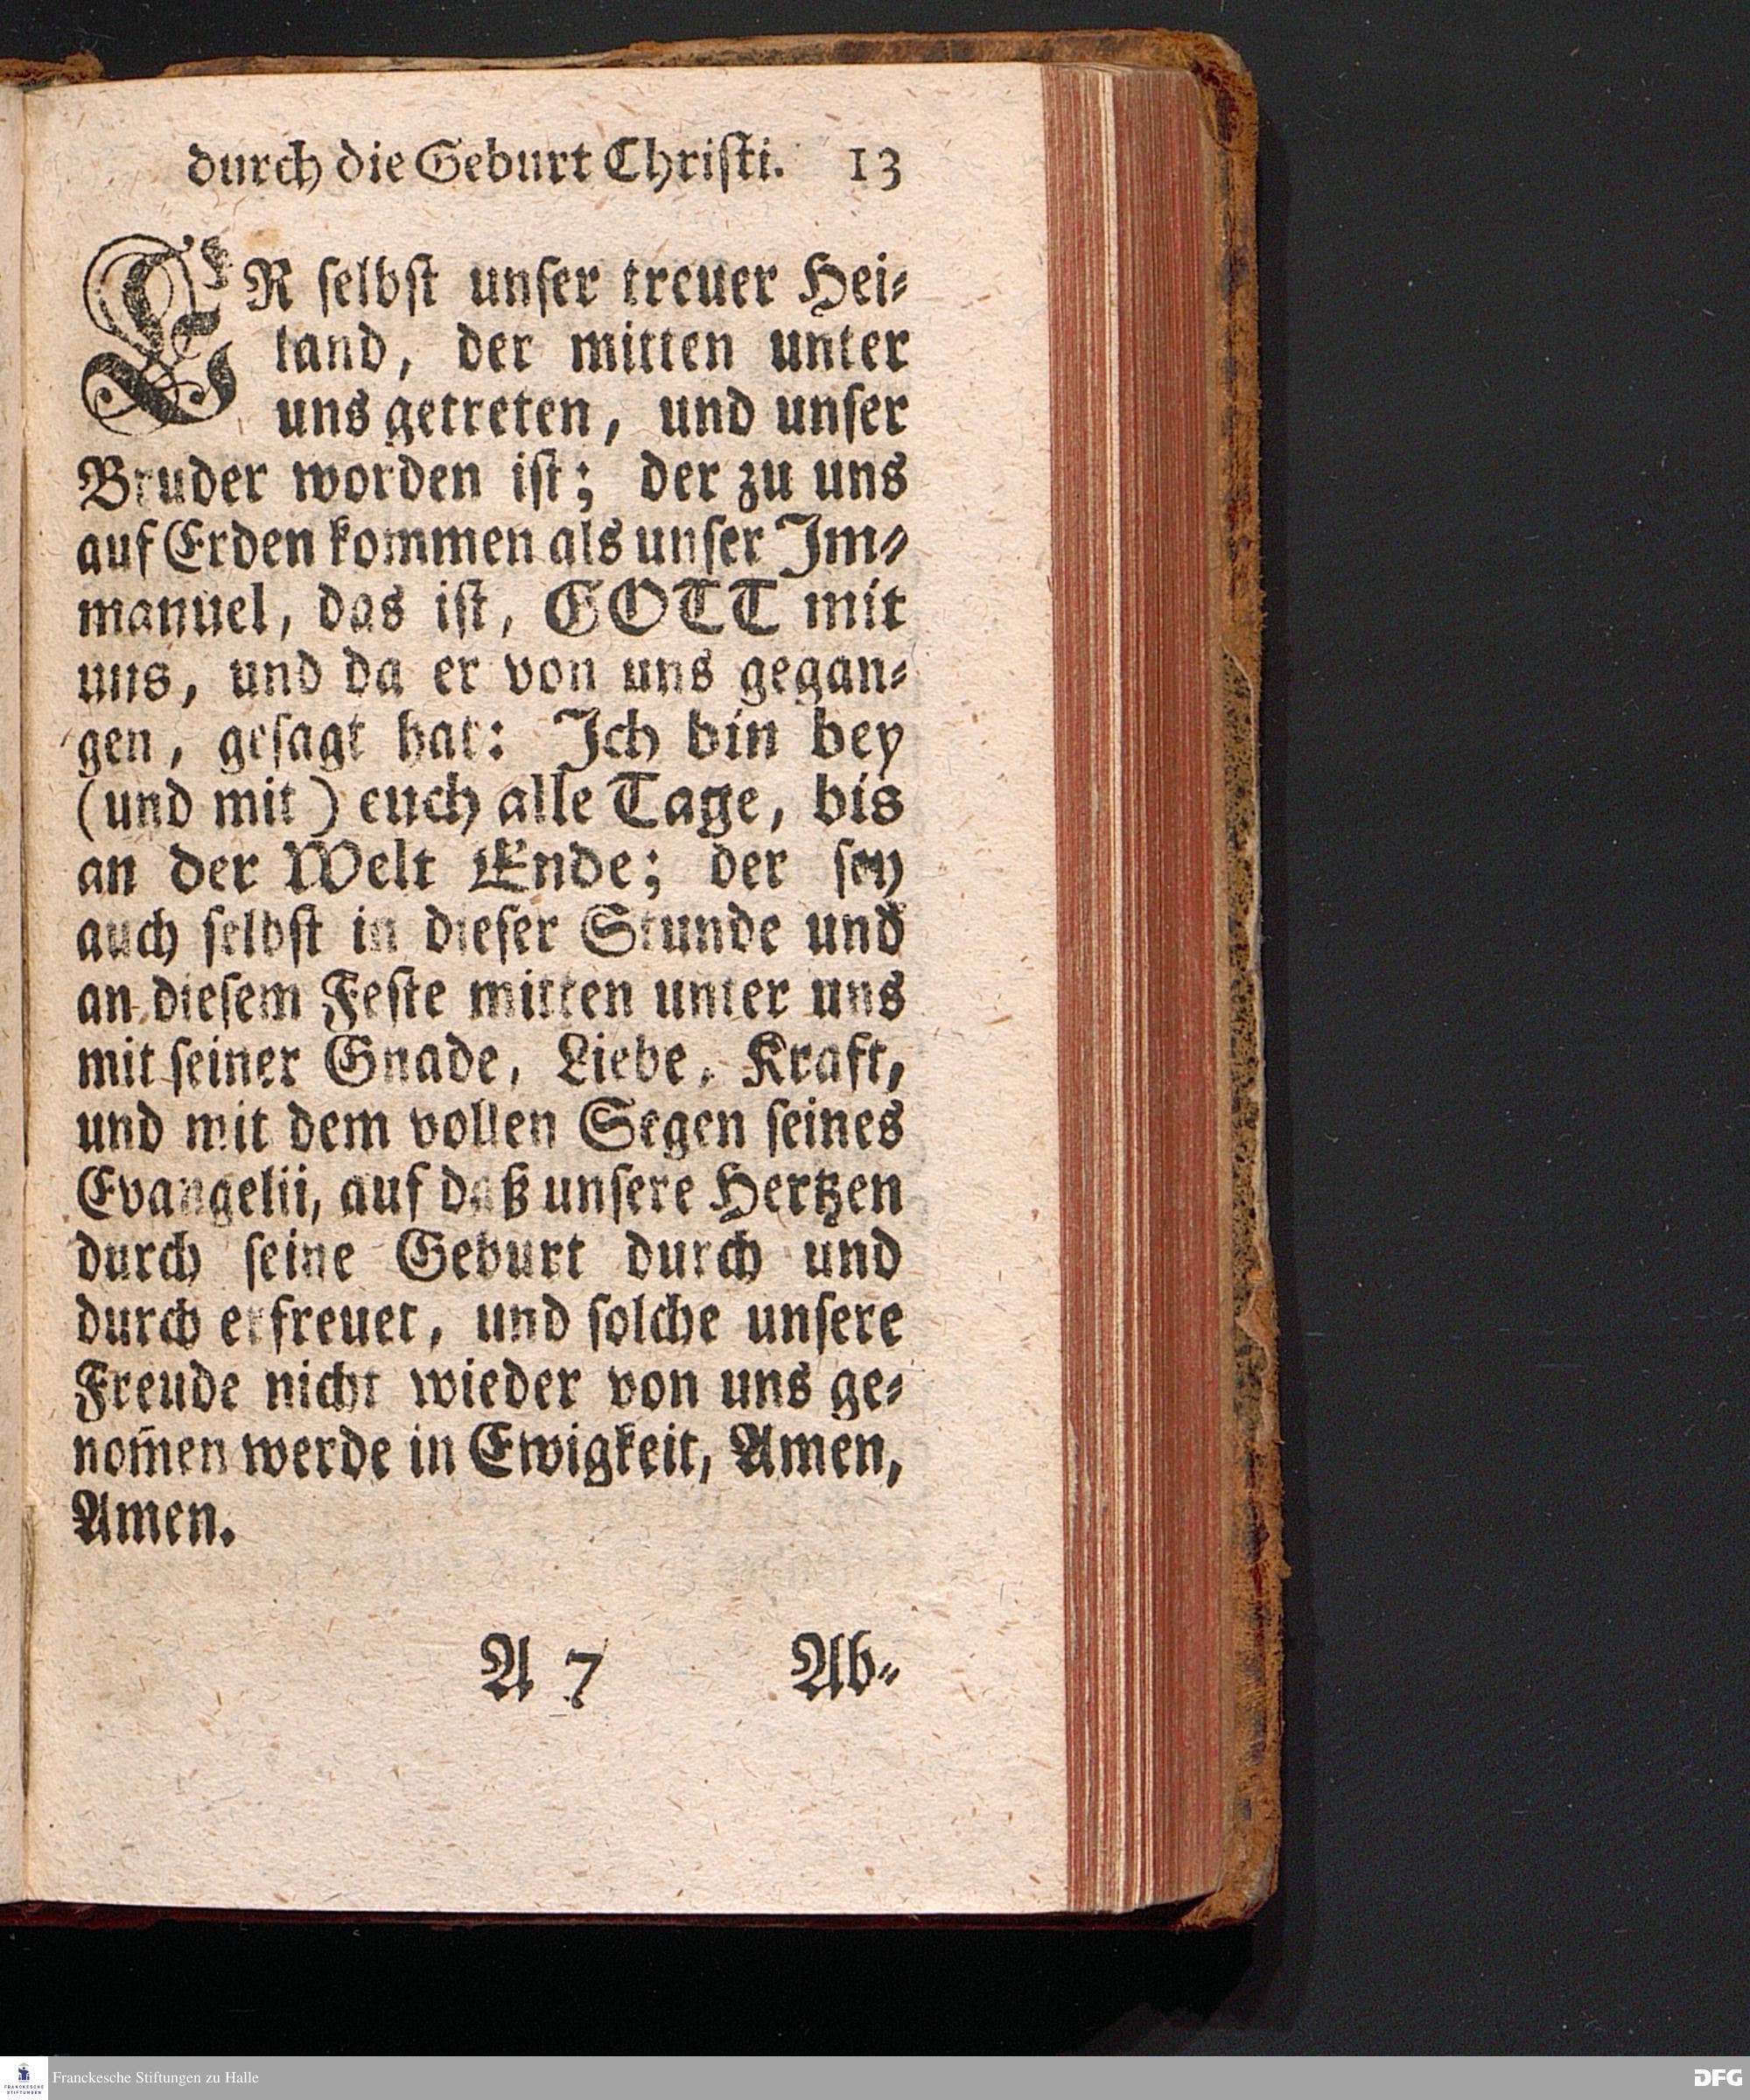 durch die Geburt Christi. 13
ER selbst unser treuer Hei⸗
land, der mitten unter
uns getreten, und unser
Bruder worden ist; der zu uns
auf Erden kommen als unser Im⸗
manuel, das ist, GOTT mit
uns, und da er von uns gegan⸗
gen, gesagt hat: Ich bin bey
(und mit) euch alle Tage, bis
an der Welt Ende; der sey
auch selbst in dieser Stunde und
an diesem Feste mitten unter uns
mit seiner Gnade, Liebe, Kraft,
und mit dem vollen Segen seines
Evangelii, auf daß unsere Hertzen
durch seine Geburt durch und
durch erfreuet, und solche unsere
Freude nicht wieder von uns ge⸗
nom̃en werde in Ewigkeit, Amen,
Amen.
A 7 Ab⸗
FRANCKESCHE STIFTUNGEN Franckesche Stiftungen zu Halle DFG